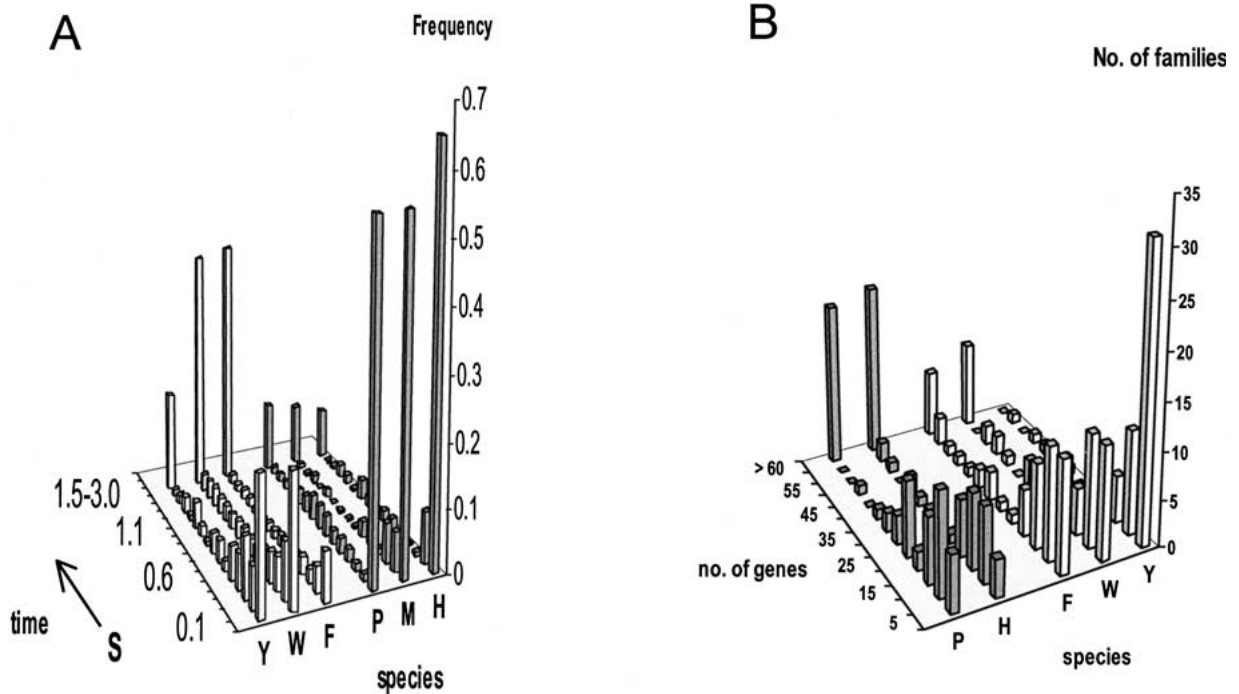 A
Frequency
0.7
0.6
0.5
0.4
0.3
0.2
0.1
0
1.5-3.0
1.1
0.6
0.1
time
S
Y W F P M H
species
B
No. of families
35
30
25
20
15
10
5
0
> 60
55
45
35
25
15
5
no. of genes
P H F W Y
species